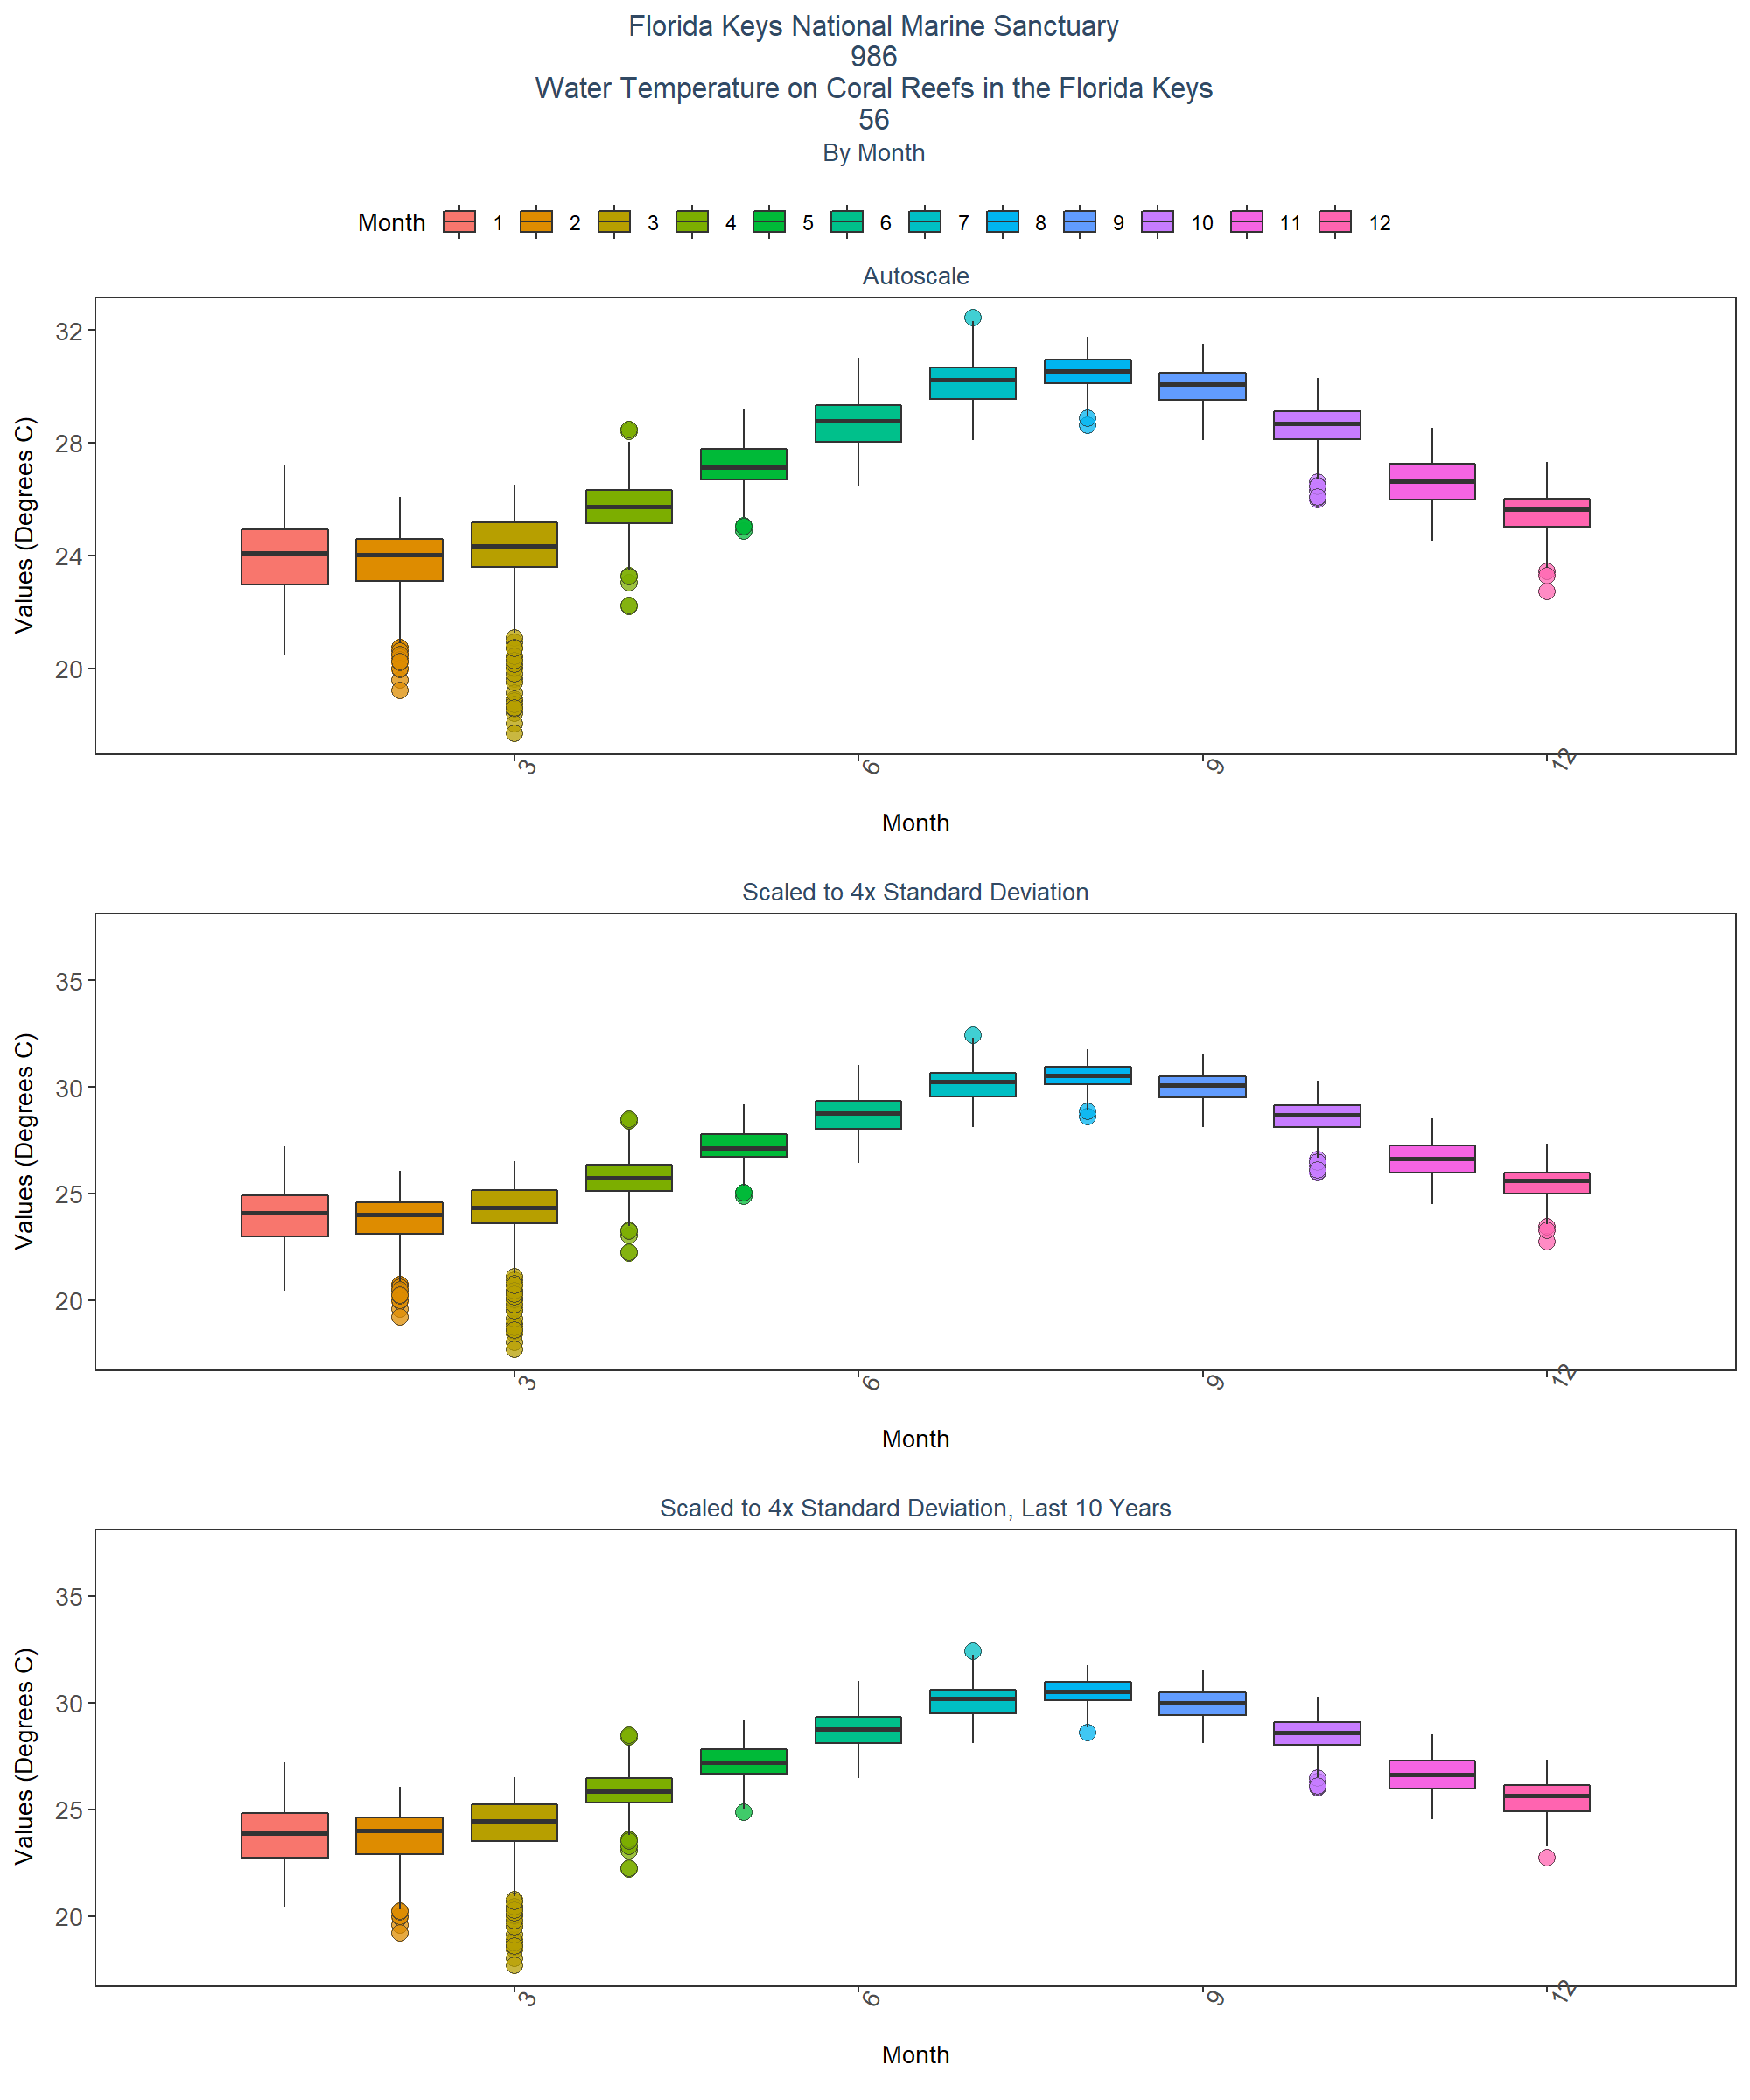 Florida Keys National Marine Sanctuary
986
Water Temperature on Coral Reefs in the Florida Keys
56
By Month
Month 1 2 3 4 5 6 7 8 9 10 11 12
Autoscale
Values (Degrees C)
32
28
24
20
3 6 9 12
Month
Scaled to 4x Standard Deviation
Values (Degrees C)
35
30
25
20
3 6 9 12
Month
Scaled to 4x Standard Deviation, Last 10 Years
Values (Degrees C)
35
30
25
20
3 6 9 12
Month